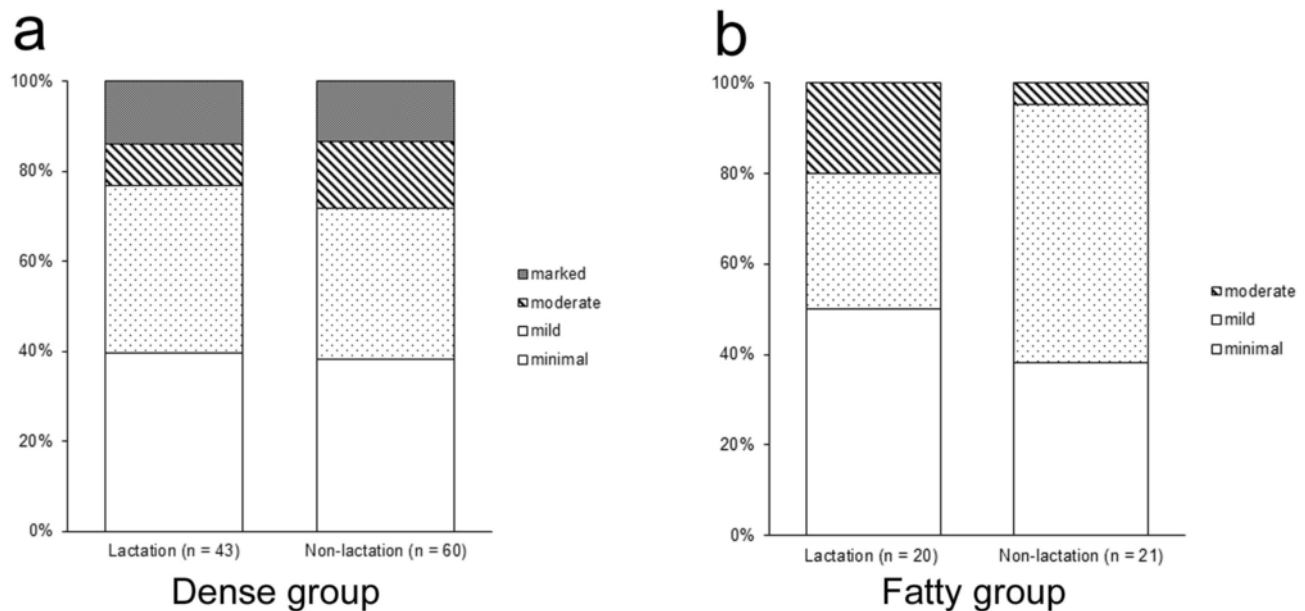 a
100%
80%
60%
40%
20%
0%
marked
moderate
mild
minimal
Lactation (n = 43)
Non-lactation (n = 60)
Dense group
b
100%
80%
60%
40%
20%
0%
moderate
mild
minimal
Lactation (n = 20)
Non-lactation (n = 21)
Fatty group